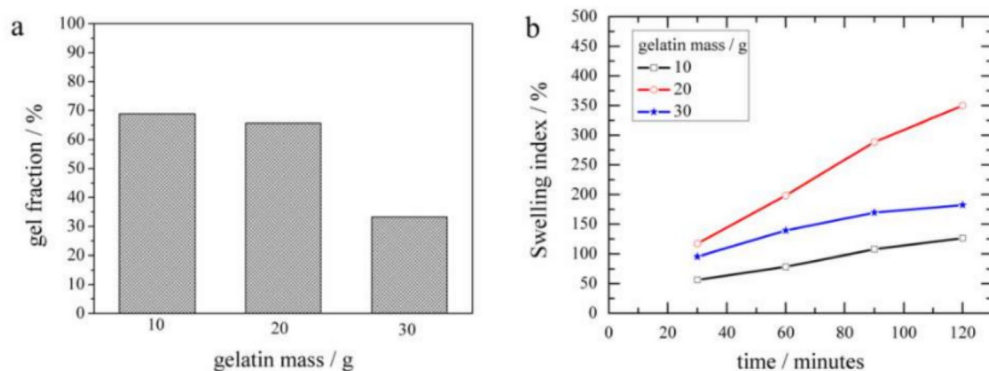 a
100
90
80
70
60
50
40
30
20
10
0
gel fraction / %
10 20 30
gelatin mass / g
b
500
450
400
350
300
250
200
150
100
50
0
Swelling index / %
gelatin mass / g
10
20
30
0 20 40 60 80 100 120
time / minutes